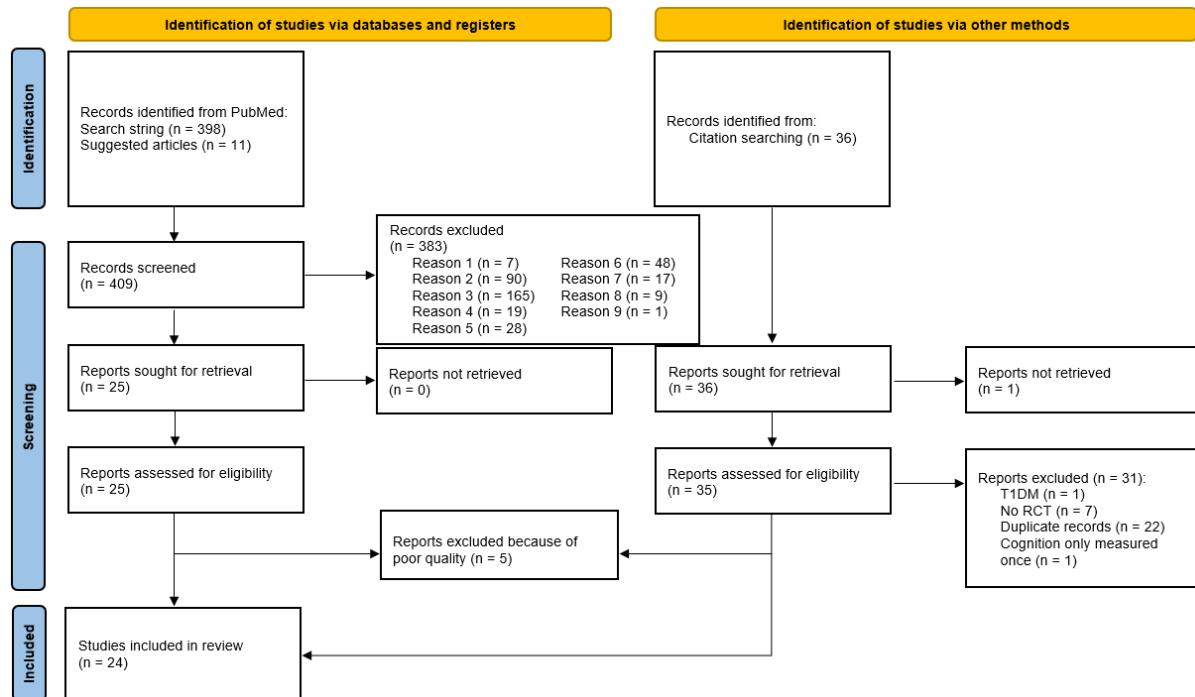 Identification of studies via databases and registers
Identification of studies via other methods
Identification
Records identified from PubMed:
Search string (n = 398)
Suggested articles (n = 11)
Records identified from:
Citation searching (n = 36)
Screening
Records screened
(n = 409)
Records excluded
(n = 383)
Reason 1 (n = 7)
Reason 2 (n = 90)
Reason 3 (n = 165)
Reason 4 (n = 19)
Reason 5 (n = 28)
Reason 6 (n = 48)
Reason 7 (n = 17)
Reason 8 (n = 9)
Reason 9 (n = 1)
Reports sought for retrieval
(n = 25)
Reports not retrieved
(n = 0)
Reports sought for retrieval
(n = 36)
Reports not retrieved
(n = 1)
Reports assessed for eligibility
(n = 25)
Reports assessed for eligibility
(n = 35)
Reports excluded (n = 31):
T1DM (n = 1)
No RCT (n = 7)
Duplicate records (n = 22)
Cognition only measured
once (n = 1)
Reports excluded because of
poor quality (n = 5)
Included
Studies included in review
(n = 24)